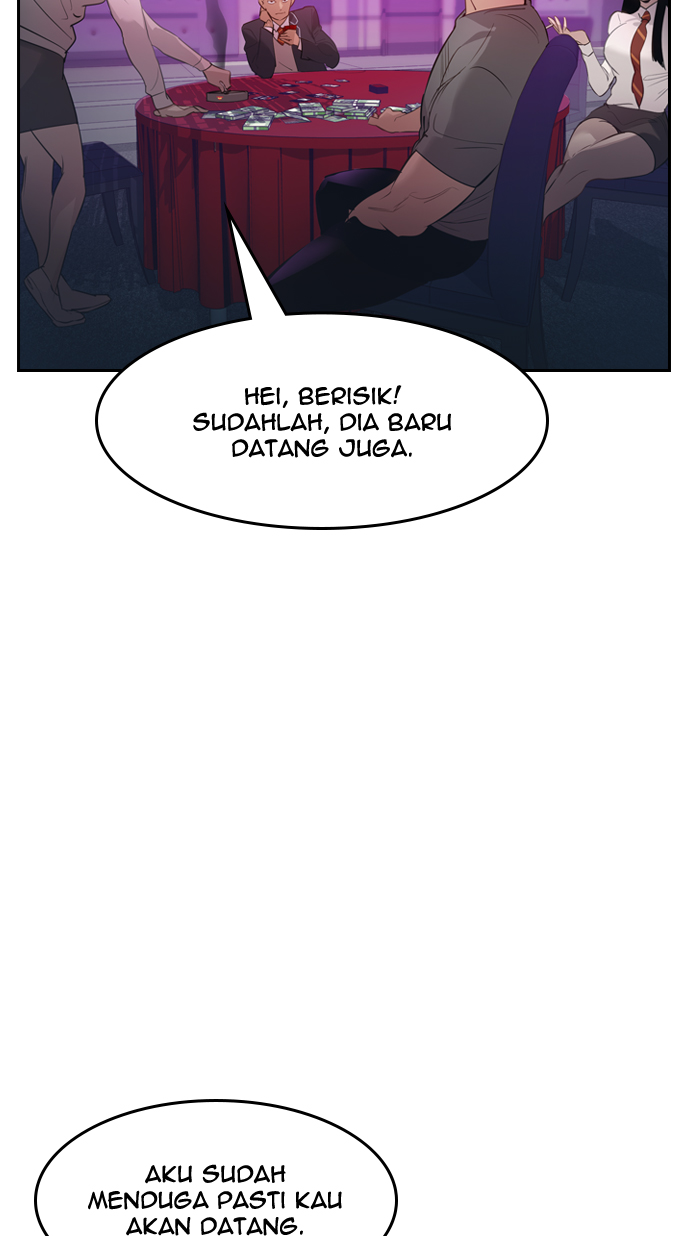 HEI, BERISIK!
SUDAHLAH, DIA BARU
DATANG JUGA.
AKU SUDAH
MENDUGA PASTI KAU
AKAN DATANG.